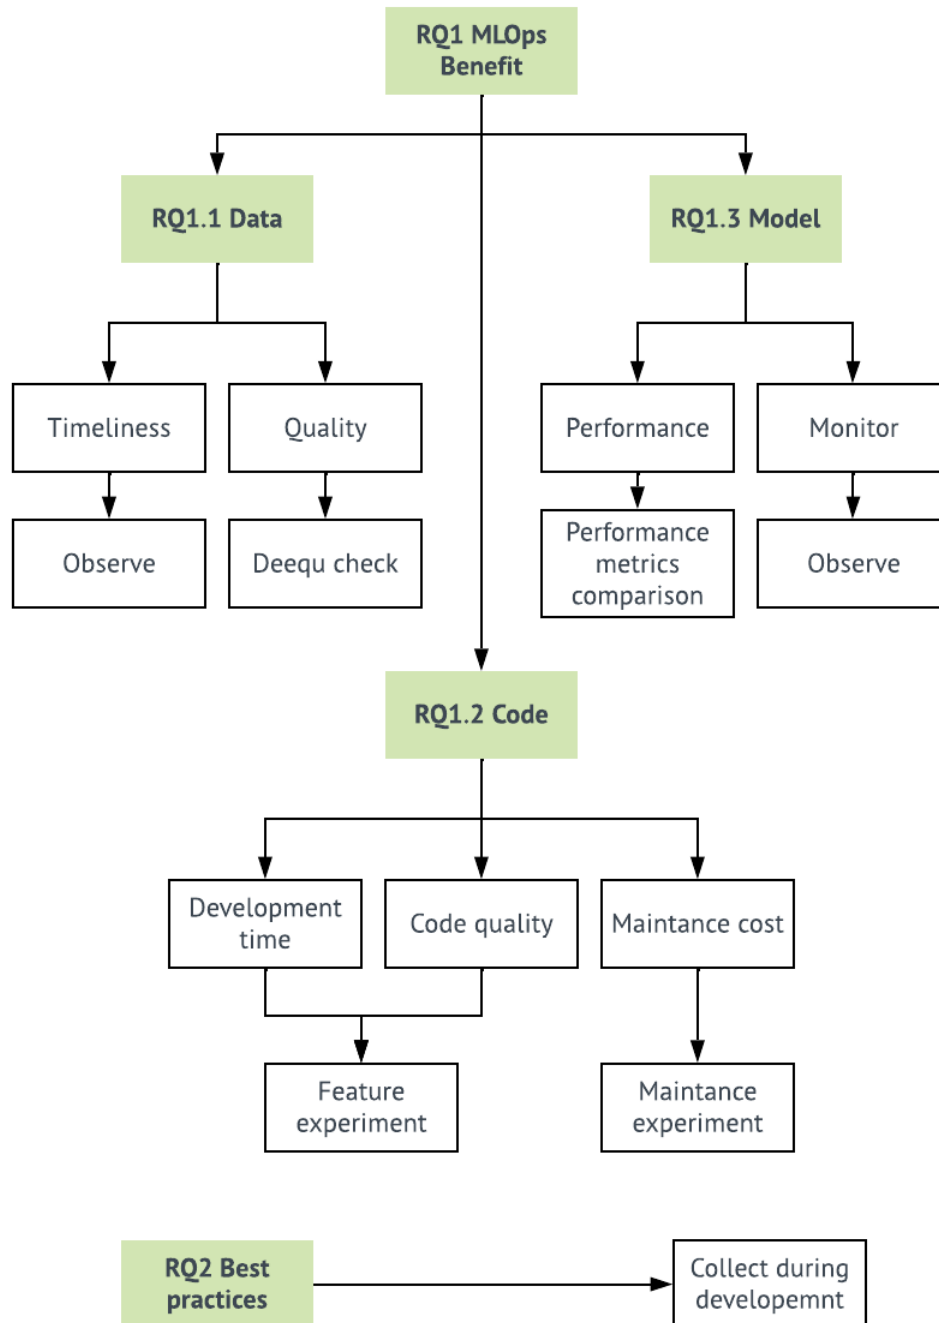 RQ1 MLOps
Benefit
RQ1.1 Data
RQ1.3 Model
Timeliness
Quality
Performance
Monitor
Observe
Deequ check
Performance
metrics
comparison
Observe
RQ1.2 Code
Development
time
Code quality
Maintance cost
Feature
experiment
Maintance
experiment
RQ2 Best
practices
Collect during
developemnt